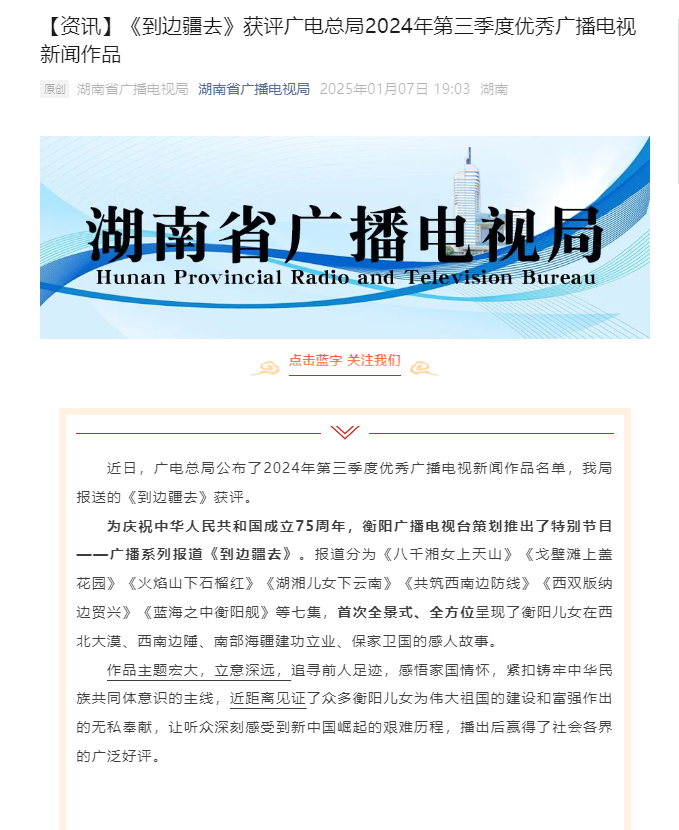 【资讯】《到边疆去》获评广电总局2024年第三季度优秀广播电视
新闻作品
原创 湖南省广播电视局 湖南省广播电视局 2025年01月07日 19:03 湖南
湖南省广播电视局
Hunan Provincial Radio and Television Bureau
点击蓝字 关注我们
近日，广电总局公布了2024年第三季度优秀广播电视新闻作品名单，我局
报送的《到边疆去》获评。
为庆祝中华人民共和国成立75周年，衡阳广播电视台策划推出了特别节目
——广播系列报道《到边疆去》。报道分为《八千湘女上天山》《戈壁滩上盖
花园》《火焰山下石榴红》《湖湘儿女下云南》《共筑西南边防线》《西双版纳
边贸兴》《蓝海之中衡阳舰》等七集，首次全景式、全方位呈现了衡阳儿女在西
北大漠、西南边陲、南部海疆建功立业、保家卫国的感人故事。
作品主题宏大，立意深远，追寻前人足迹，感悟家国情怀，紧扣铸牢中华民
族共同体意识的主线，近距离见证了众多衡阳儿女为伟大祖国的建设和富强作出
的无私奉献，让听众深刻感受到新中国崛起的艰难历程，播出后赢得了社会各界
的广泛好评。